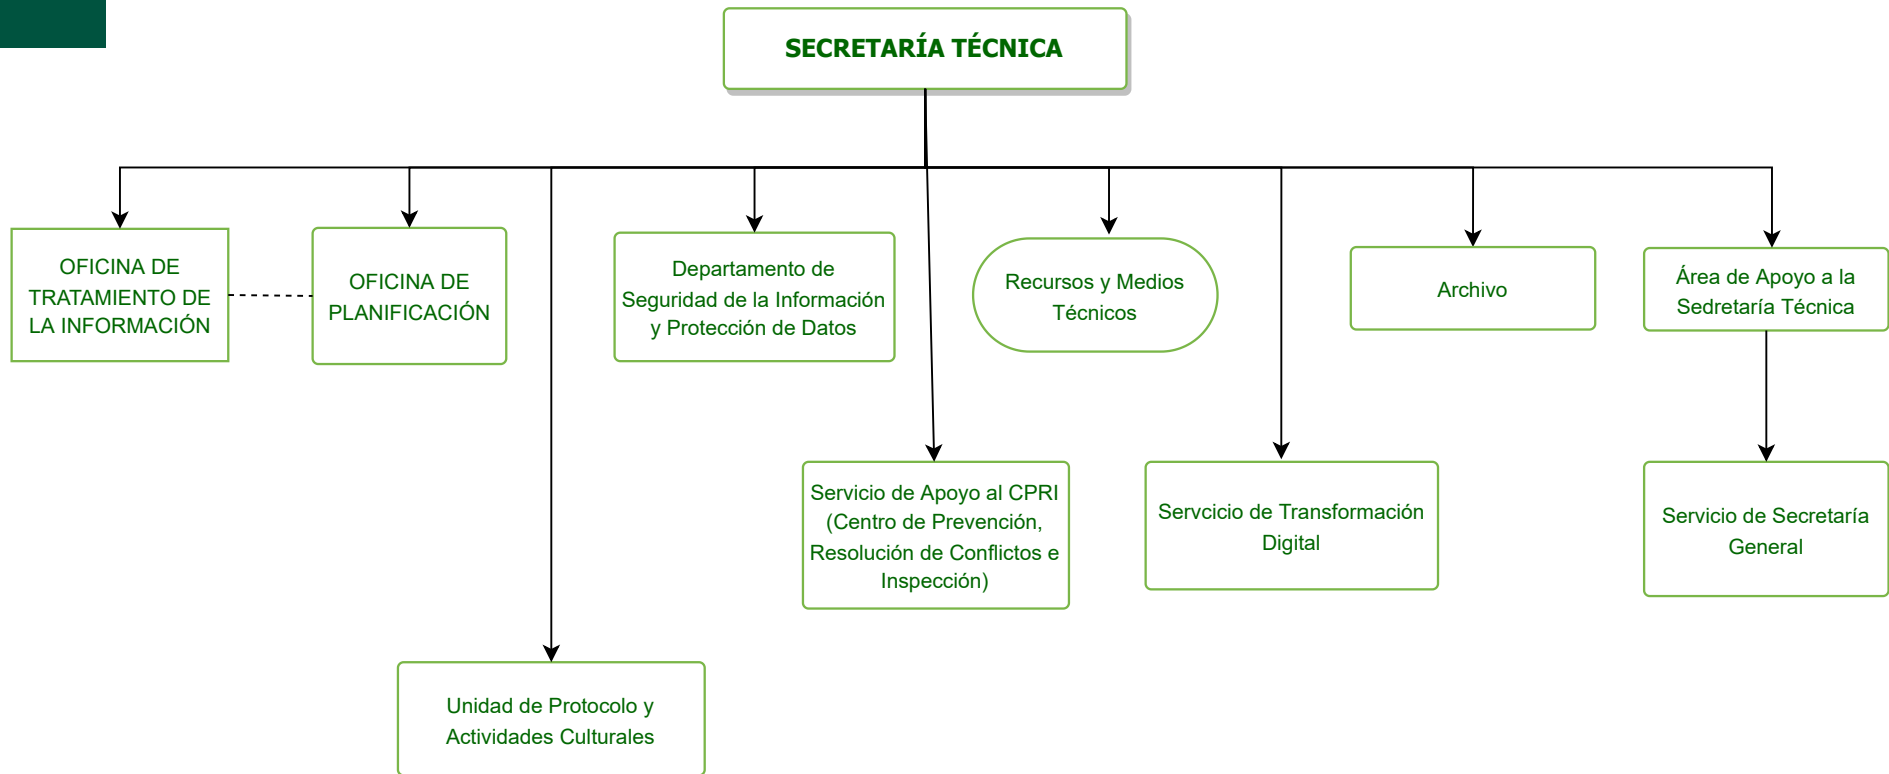 SECRETARÍA TÉCNICA
OFICINA DE
TRATAMIENTO DE
LA INFORMACIÓN
OFICINA DE
PLANIFICACIÓN
Departamento de
Seguridad de la Información
y Protección de Datos
Recursos y Medios
Técnicos
Archivo
Área de Apoyo a la
Sedretaría Técnica
Servicio de Apoyo al CPRI
(Centro de Prevención,
Resolución de Conflictos e
Inspección)
Servcicio de Transformación
Digital
Servicio de Secretaría
General
Unidad de Protocolo y
Actividades Culturales